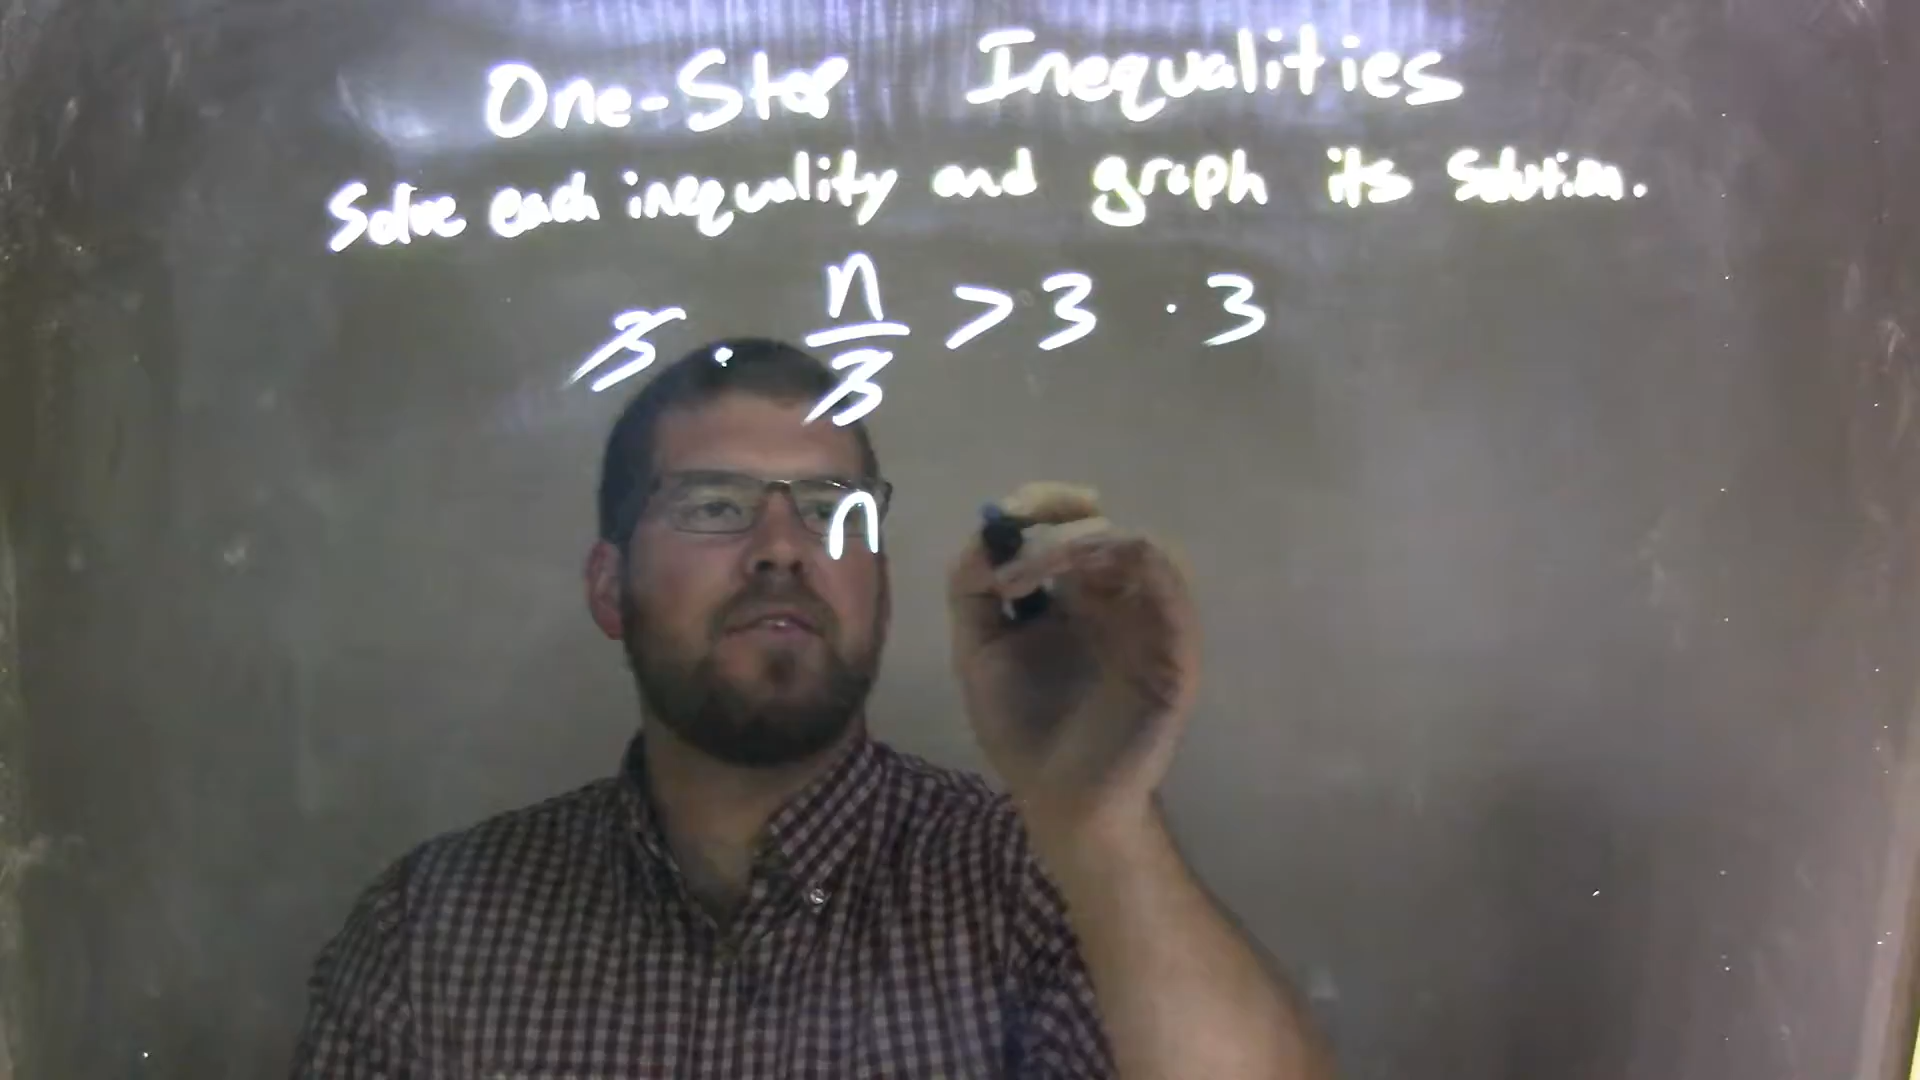 One-Step Inequalities
Solve each inequality and graph its solution.
3 · n/3 > 3 · 3
n